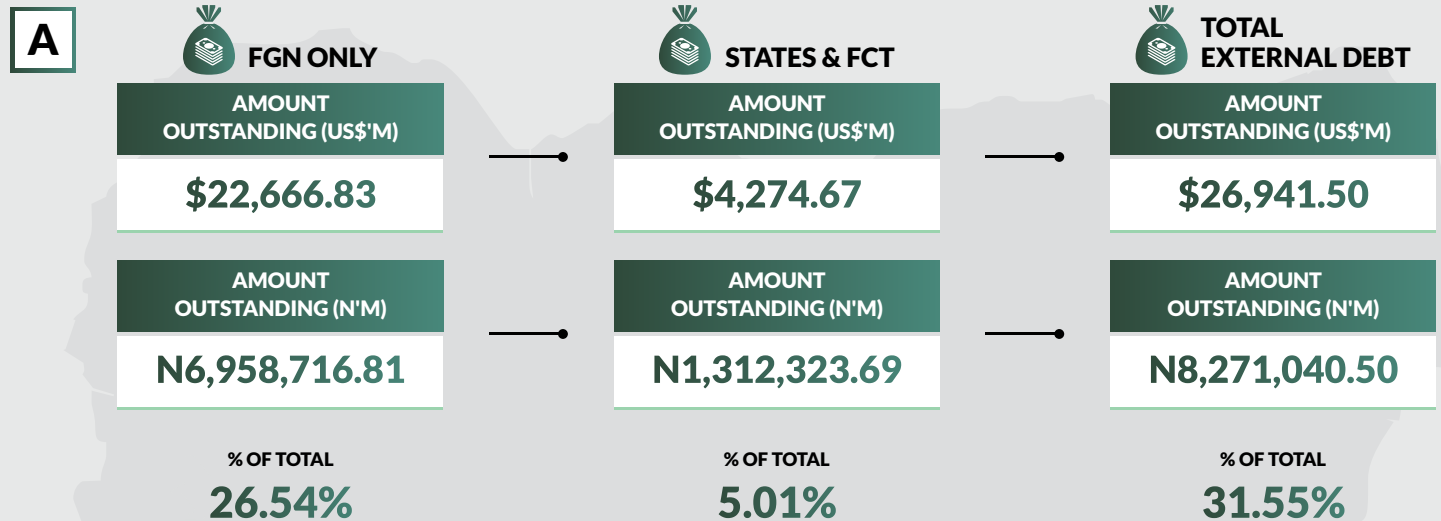 A
FGN ONLY
STATES & FCT
TOTAL
EXTERNAL DEBT
AMOUNT
OUTSTANDING (US$'M)
$22,666.83
AMOUNT
OUTSTANDING (US$'M)
$4,274.67
AMOUNT
OUTSTANDING (US$'M)
$26,941.50
AMOUNT
OUTSTANDING (N'M)
N6,958,716.81
AMOUNT
OUTSTANDING (N'M)
N1,312,323.69
AMOUNT
OUTSTANDING (N'M)
N8,271,040.50
% OF TOTAL
26.54%
% OF TOTAL
5.01%
% OF TOTAL
31.55%